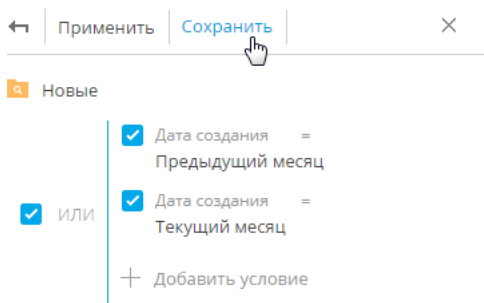 Применить Сохранить
Новые
Дата создания =
Предыдущий месяц
Дата создания =
ИЛИ
Текущий месяц
Добавить условие